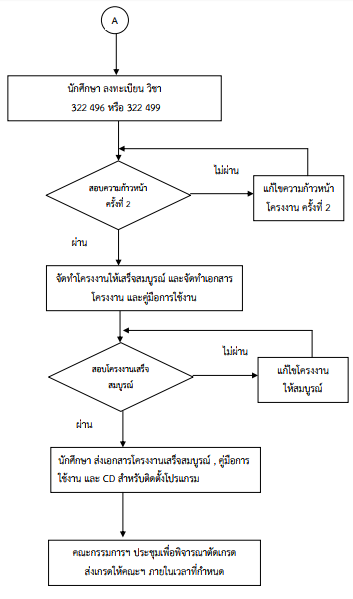 A
นักศึกษา ลงทะเบียน วิชา
322 496 หรือ 322 499
สอบความก้าวหน้า
ครั้งที่ 2
ไม่ผ่าน
แก้ไขความก้าวหน้า
โครงงาน ครั้งที่ 2
ผ่าน
จัดทำโครงงานให้เสร็จสมบูรณ์ และจัดทำเอกสาร
โครงงาน และคู่มือการใช้งาน
สอบโครงงานเสร็จ
สมบูรณ์
ไม่ผ่าน
แก้ไขโครงงาน
ให้สมบูรณ์
ผ่าน
นักศึกษา ส่งเอกสารโครงงานเสร็จสมบูรณ์ , คู่มือการ
ใช้งาน และ CD สำหรับติดตั้งโปรแกรม
คณะกรรมการฯ ประชุมเพื่อพิจารณาตัดเกรด
ส่งเกรดให้คณะฯ ภายในเวลาที่กำหนด